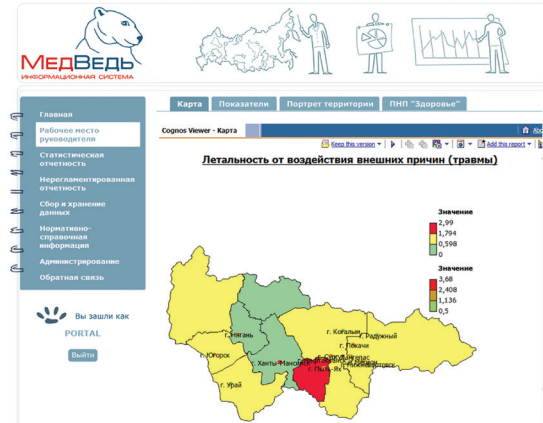 МЕДВЕДЬ
ИНФОРМАЦИОННАЯ СИСТЕМА
Главная
Рабочее место
руководителя
Статистическая
отчетность
Нерегламентированная
отчетность
Сбор и хранение
данных
Нормативно-
справочная
информация
Администрирование
Обратная связь
Вы зашли как
PORTAL
Выйти
Карта Показатели Портрет территории ПНП "Здоровье"
Cognos Viewer - Карта
Keep this version Add this report
Летальность от воздействия внешних причин (травмы)
Значение
2,99
1,794
0,598
0
Значение
3,68
2,408
1,136
0,5
г. Нягань
г. Югорск
г. Урай
г. Ханты-Манс
г. Когалым
г. Радужный
г. Покачи
г. Пыть-Ях